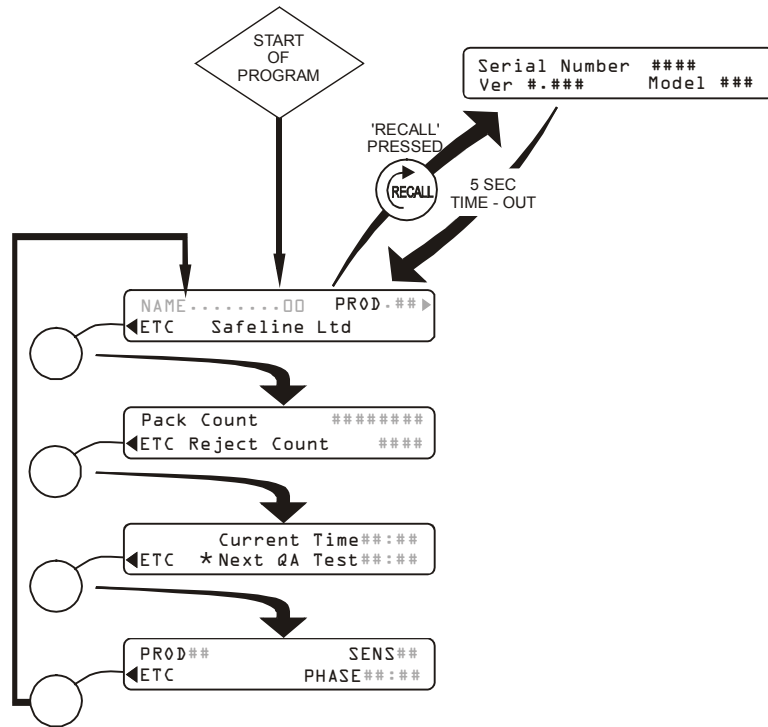 START
OF
PROGRAM
Serial Number ####
Ver #.### Model ###
'RECALL'
PRESSED
RECALL
5 SEC
TIME - OUT
NAME........00 PROD.##
ETC Safeline Ltd
Pack Count ########
ETC Reject Count ####
Current Time##:##
ETC *Next QA Test##:##
PROD## SENS##
ETC PHASE##:##